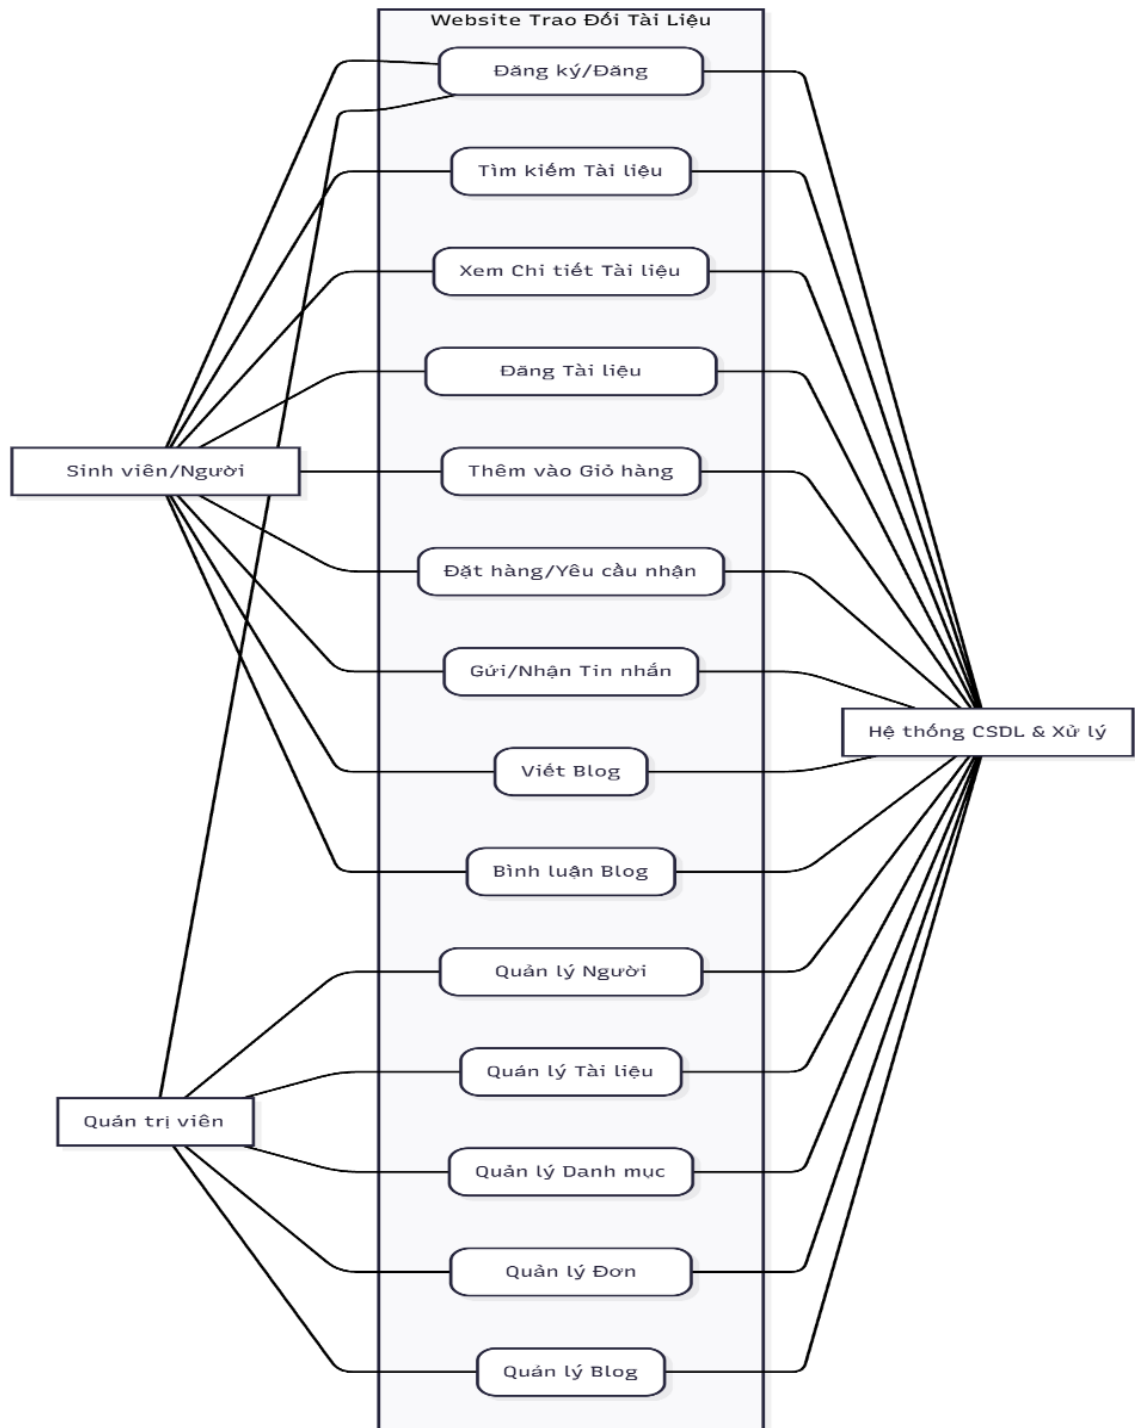 Website Trao Đổi Tài Liệu
Đăng ký/Đăng
Tìm kiếm Tài liệu
Xem Chi tiết Tài liệu
Đăng Tài liệu
Sinh viên/Người
Thêm vào Giỏ hàng
Đặt hàng/Yêu cầu nhận
Gửi/Nhận Tin nhắn
Hệ thống CSDL & Xử lý
Viết Blog
Bình luận Blog
Quản lý Người
Quản lý Tài liệu
Quản trị viên
Quản lý Danh mục
Quản lý Đơn
Quản lý Blog